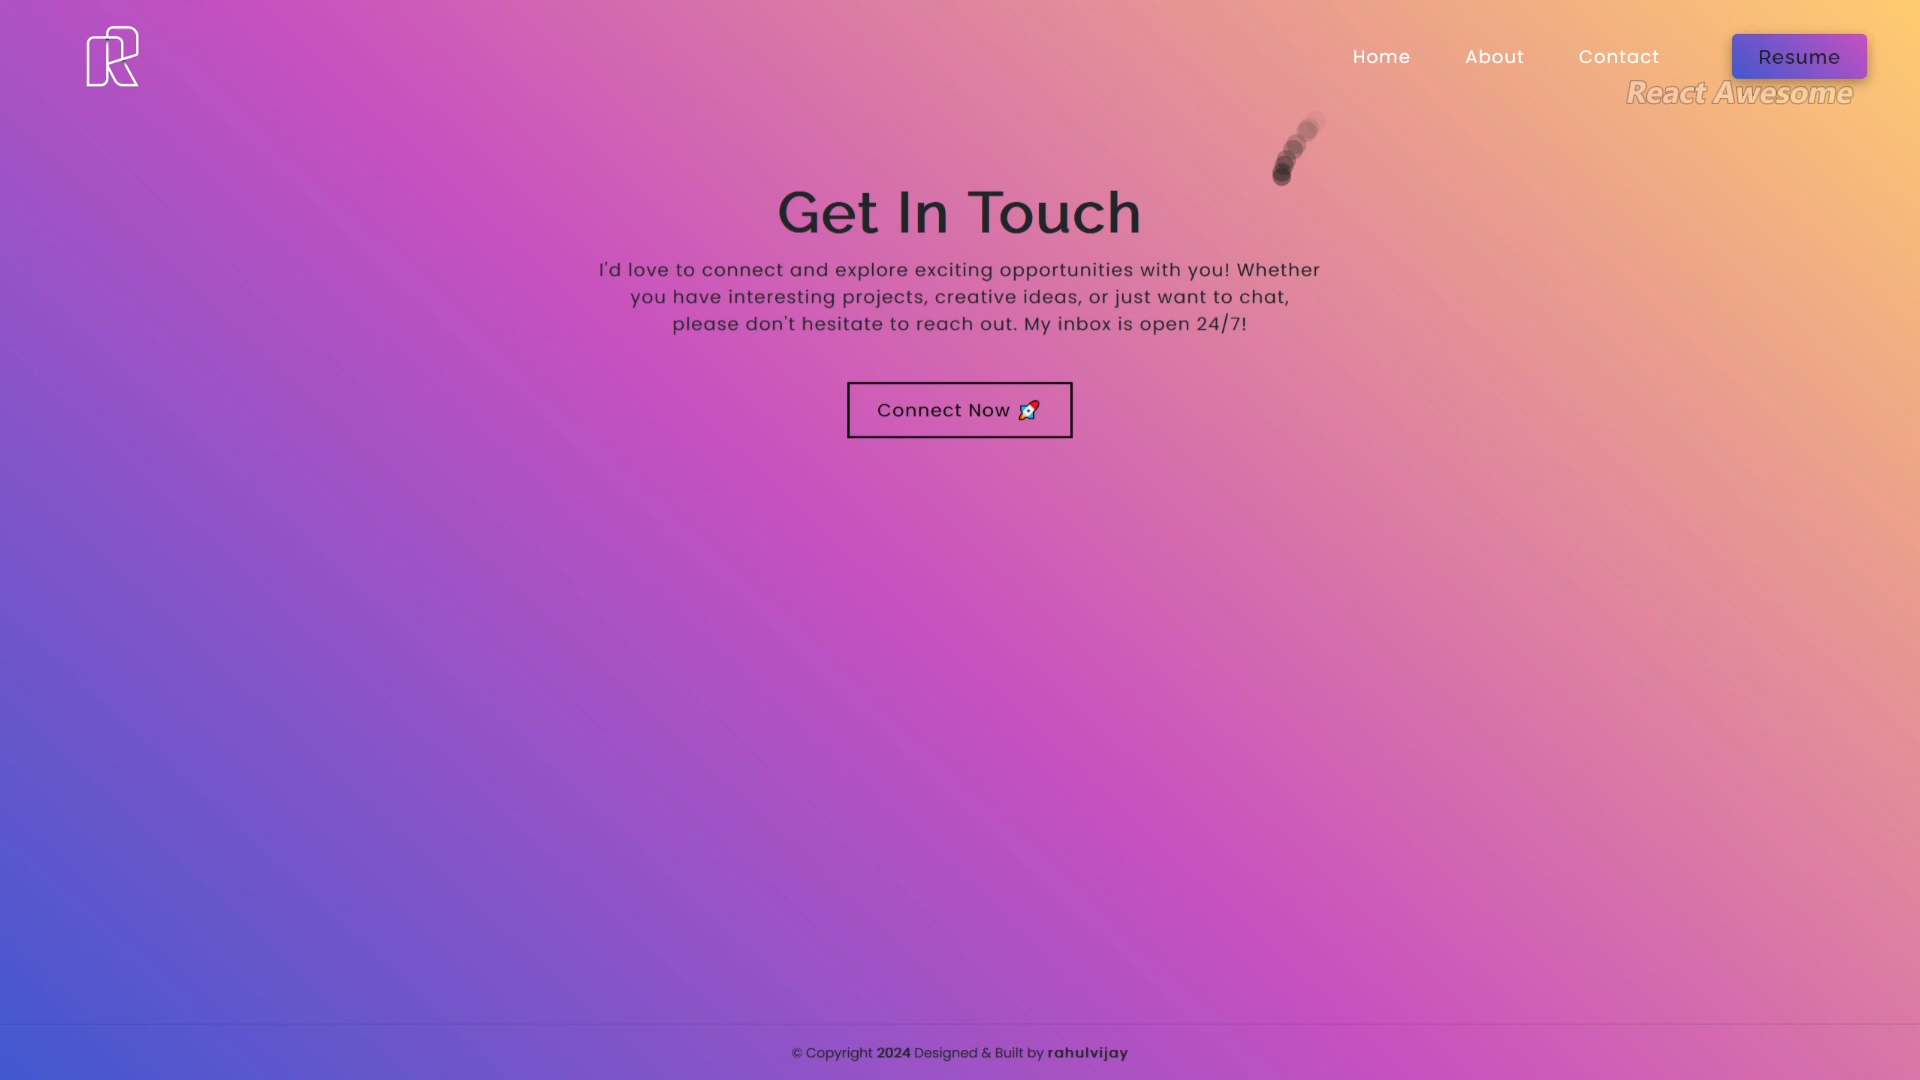 Home
About
Contact
Resume
React Awesome
Get In Touch
I'd love to connect and explore exciting opportunities with you! Whether
you have interesting projects, creative ideas, or just want to chat,
please don't hesitate to reach out. My inbox is open 24/7!
Connect Now 🚀
© Copyright 2024 Designed & Built by rahulvijay